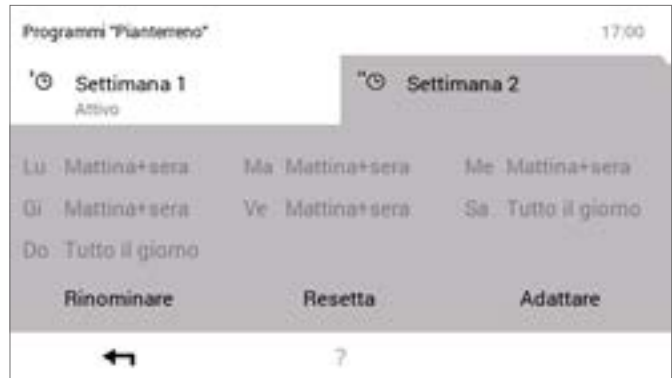 Programmi "Pianterreno" 17:00
Settimana 1 Settimana 2
Attivo
Lu Mattina+sera Ma Mattina+sera Me Mattina+sera
Gi Mattina+sera Ve Mattina+sera Sa Tutto il giorno
Do Tutto il giorno
Rinominare Resetta Adattare
?